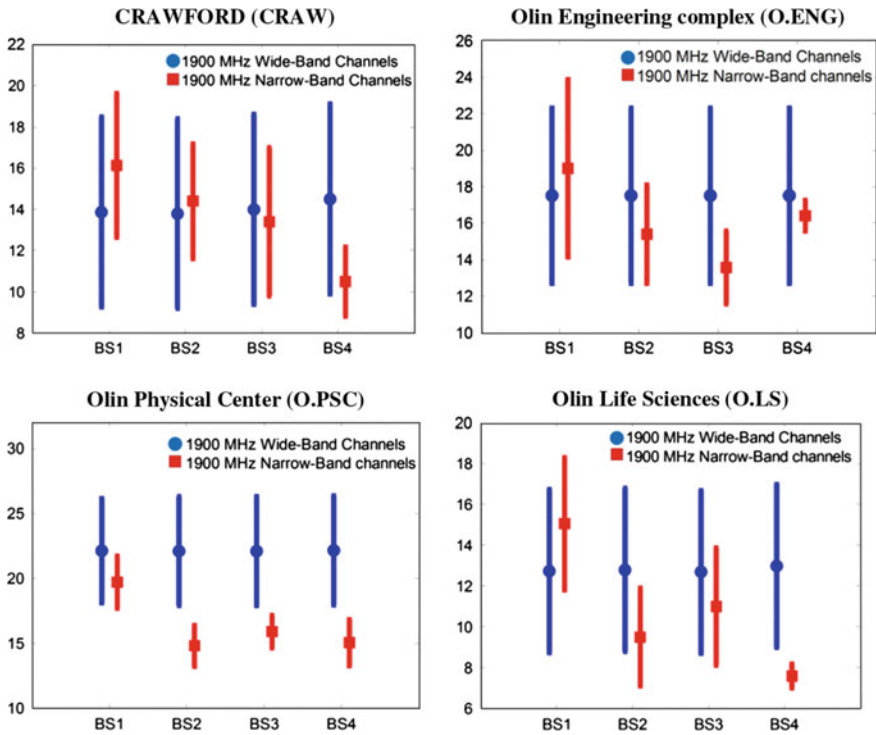 CRAWFORD (CRAW)
22
20
18
16
14
12
10
8
1900 MHz Wide-Band Channels
1900 MHz Narrow-Band Channels
BS1 BS2 BS3 BS4
Olin Engineering complex (O.ENG)
26
24
22
20
18
16
14
12
10
1900 MHz Wide-Band Channels
1900 MHz Narrow-Band channels
BS1 BS2 BS3 BS4
Olin Physical Center (O.PSC)
30
25
20
15
10
1900 MHz Wide-Band Channels
1900 MHz Narrow-Band channels
BS1 BS2 BS3 BS4
Olin Life Sciences (O.LS)
20
18
16
14
12
10
8
6
1900 MHz Wide-Band Channels
1900 MHz Narrow-Band channels
BS1 BS2 BS3 BS4